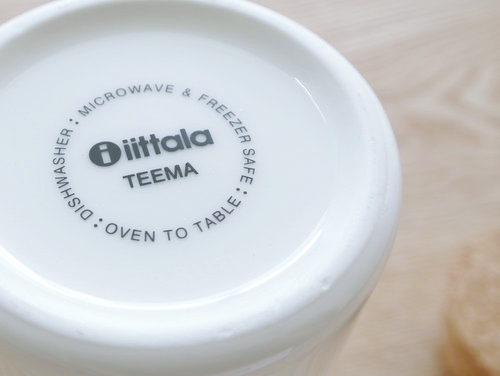 DISHWASHER : MICROWAVE & FREEZER SAFE :
iittala
TEEMA
OVEN TO TABLE :